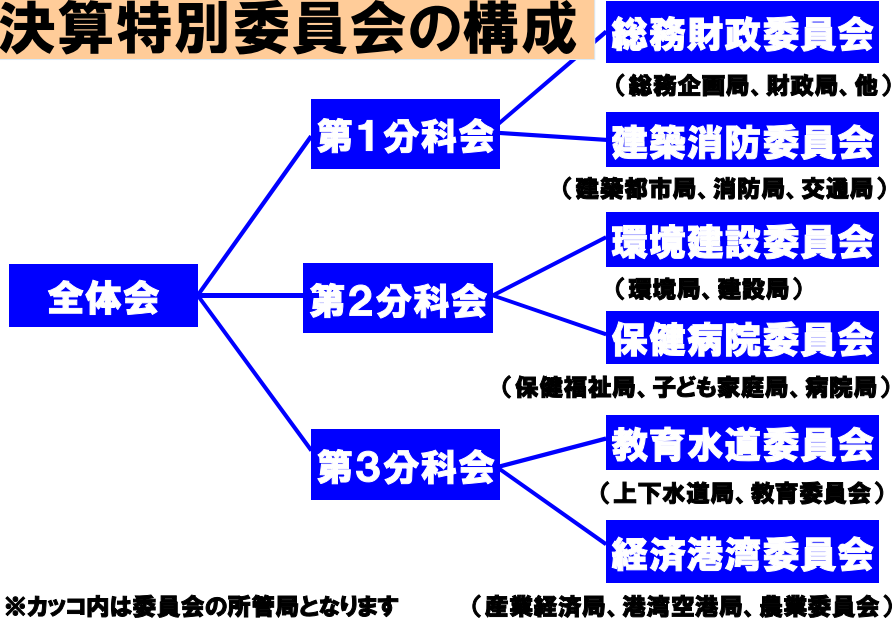 決算特別委員会の構成
全体会
第1分科会
総務財政委員会
(総務企画局、財政局、他)
建築消防委員会
(建築都市局、消防局、交通局)
第2分科会
環境建設委員会
(環境局、建設局)
保健病院委員会
(保健福祉局、子ども家庭局、病院局)
第3分科会
教育水道委員会
(上下水道局、教育委員会)
経済港湾委員会
(産業経済局、港湾空港局、農業委員会)
※カッコ内は委員会の所管局となります